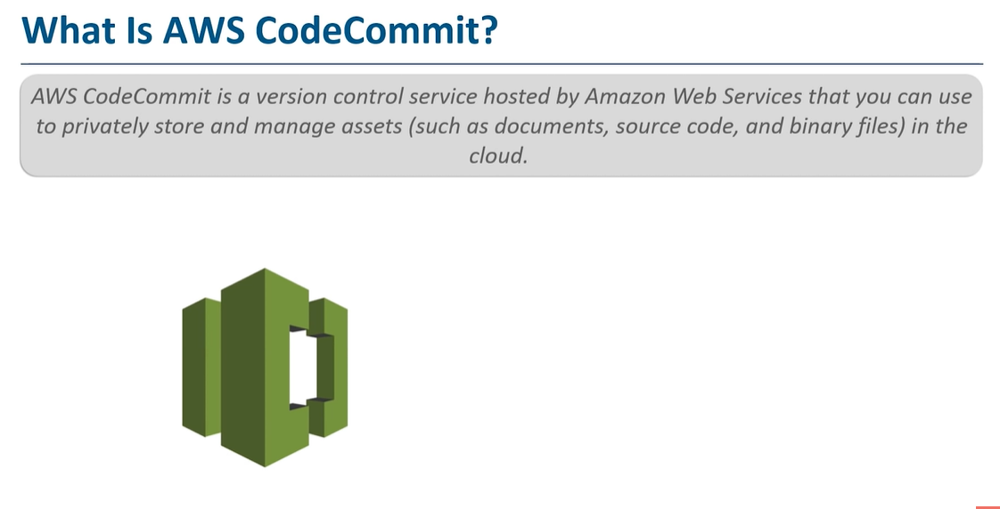 What Is AWS CodeCommit?
AWS CodeCommit is a version control service hosted by Amazon Web Services that you can use
to privately store and manage assets (such as documents, source code, and binary files) in the
cloud.